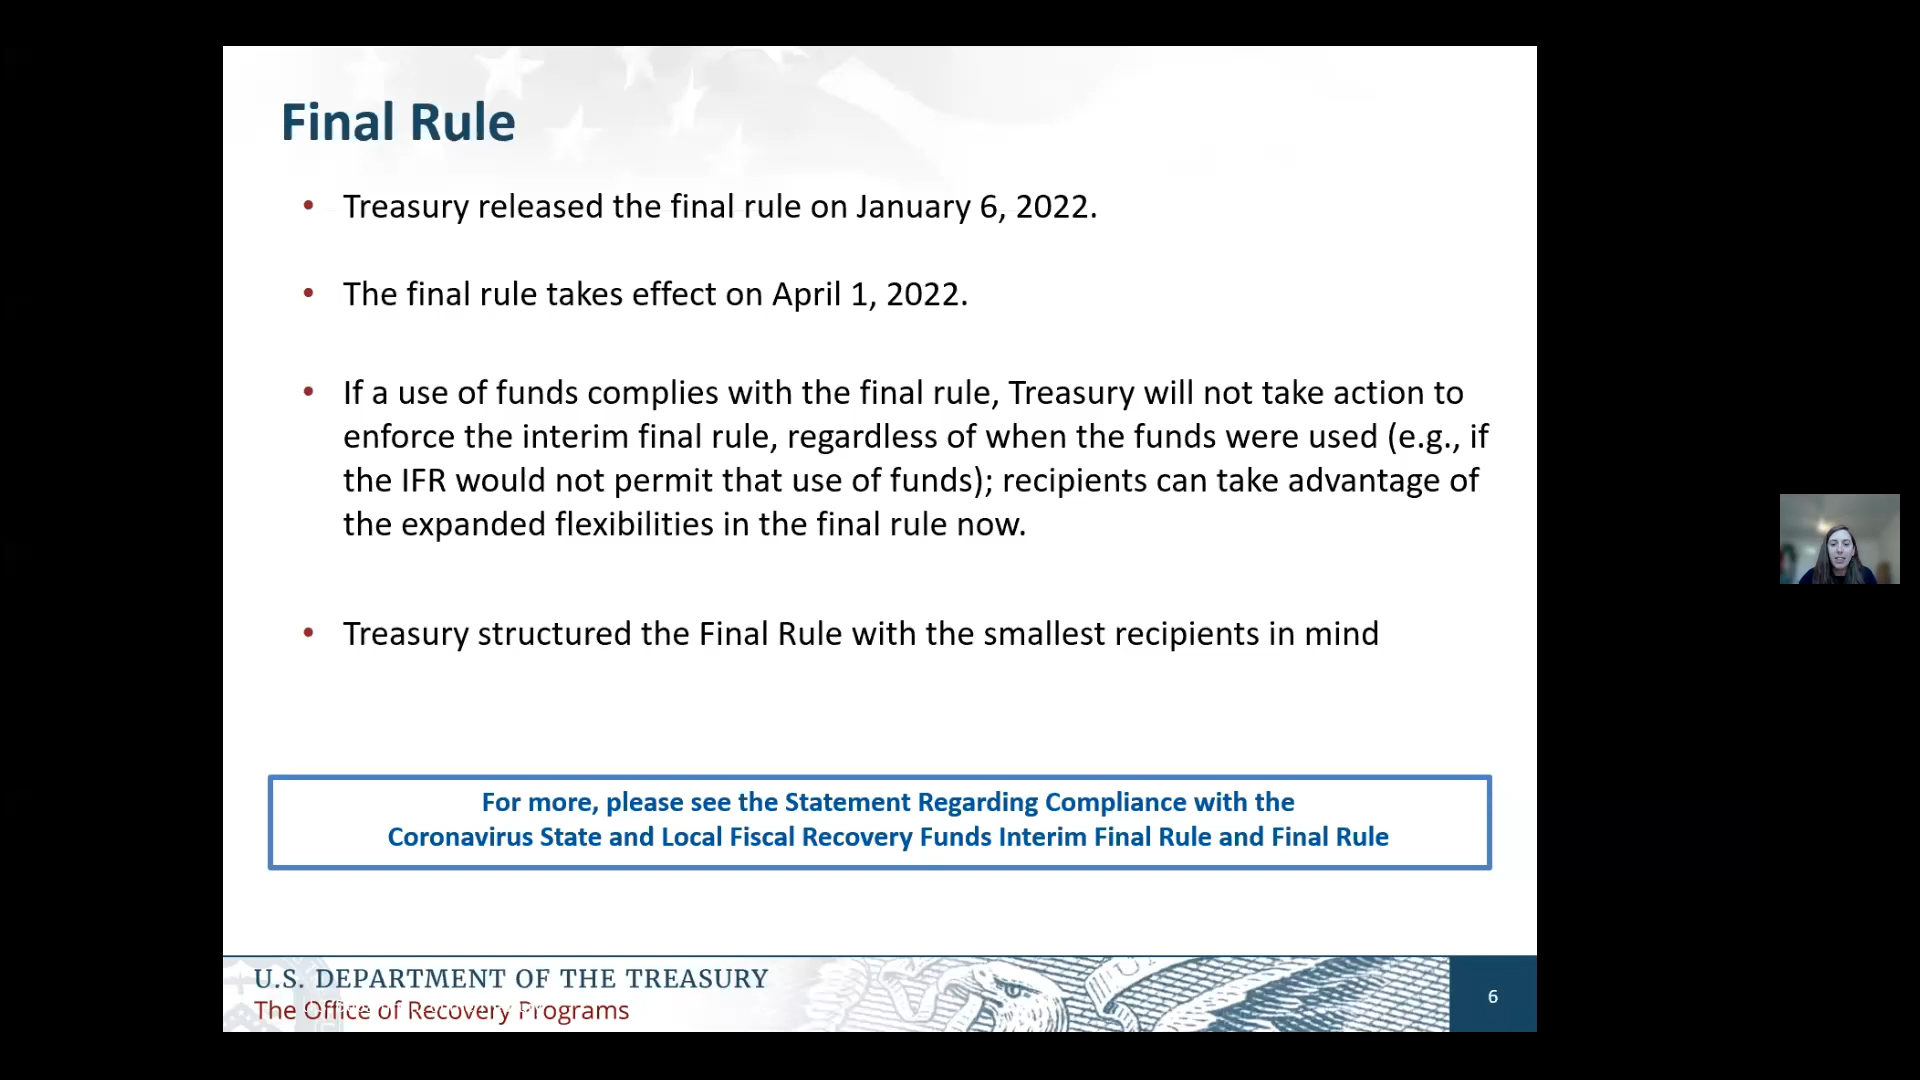 Final Rule
• Treasury released the final rule on January 6, 2022.
• The final rule takes effect on April 1, 2022.
• If a use of funds complies with the final rule, Treasury will not take action to
enforce the interim final rule, regardless of when the funds were used (e.g., if
the IFR would not permit that use of funds); recipients can take advantage of
the expanded flexibilities in the final rule now.
• Treasury structured the Final Rule with the smallest recipients in mind
For more, please see the Statement Regarding Compliance with the
Coronavirus State and Local Fiscal Recovery Funds Interim Final Rule and Final Rule
U.S. DEPARTMENT OF THE TREASURY
The Office of Recovery Programs
6